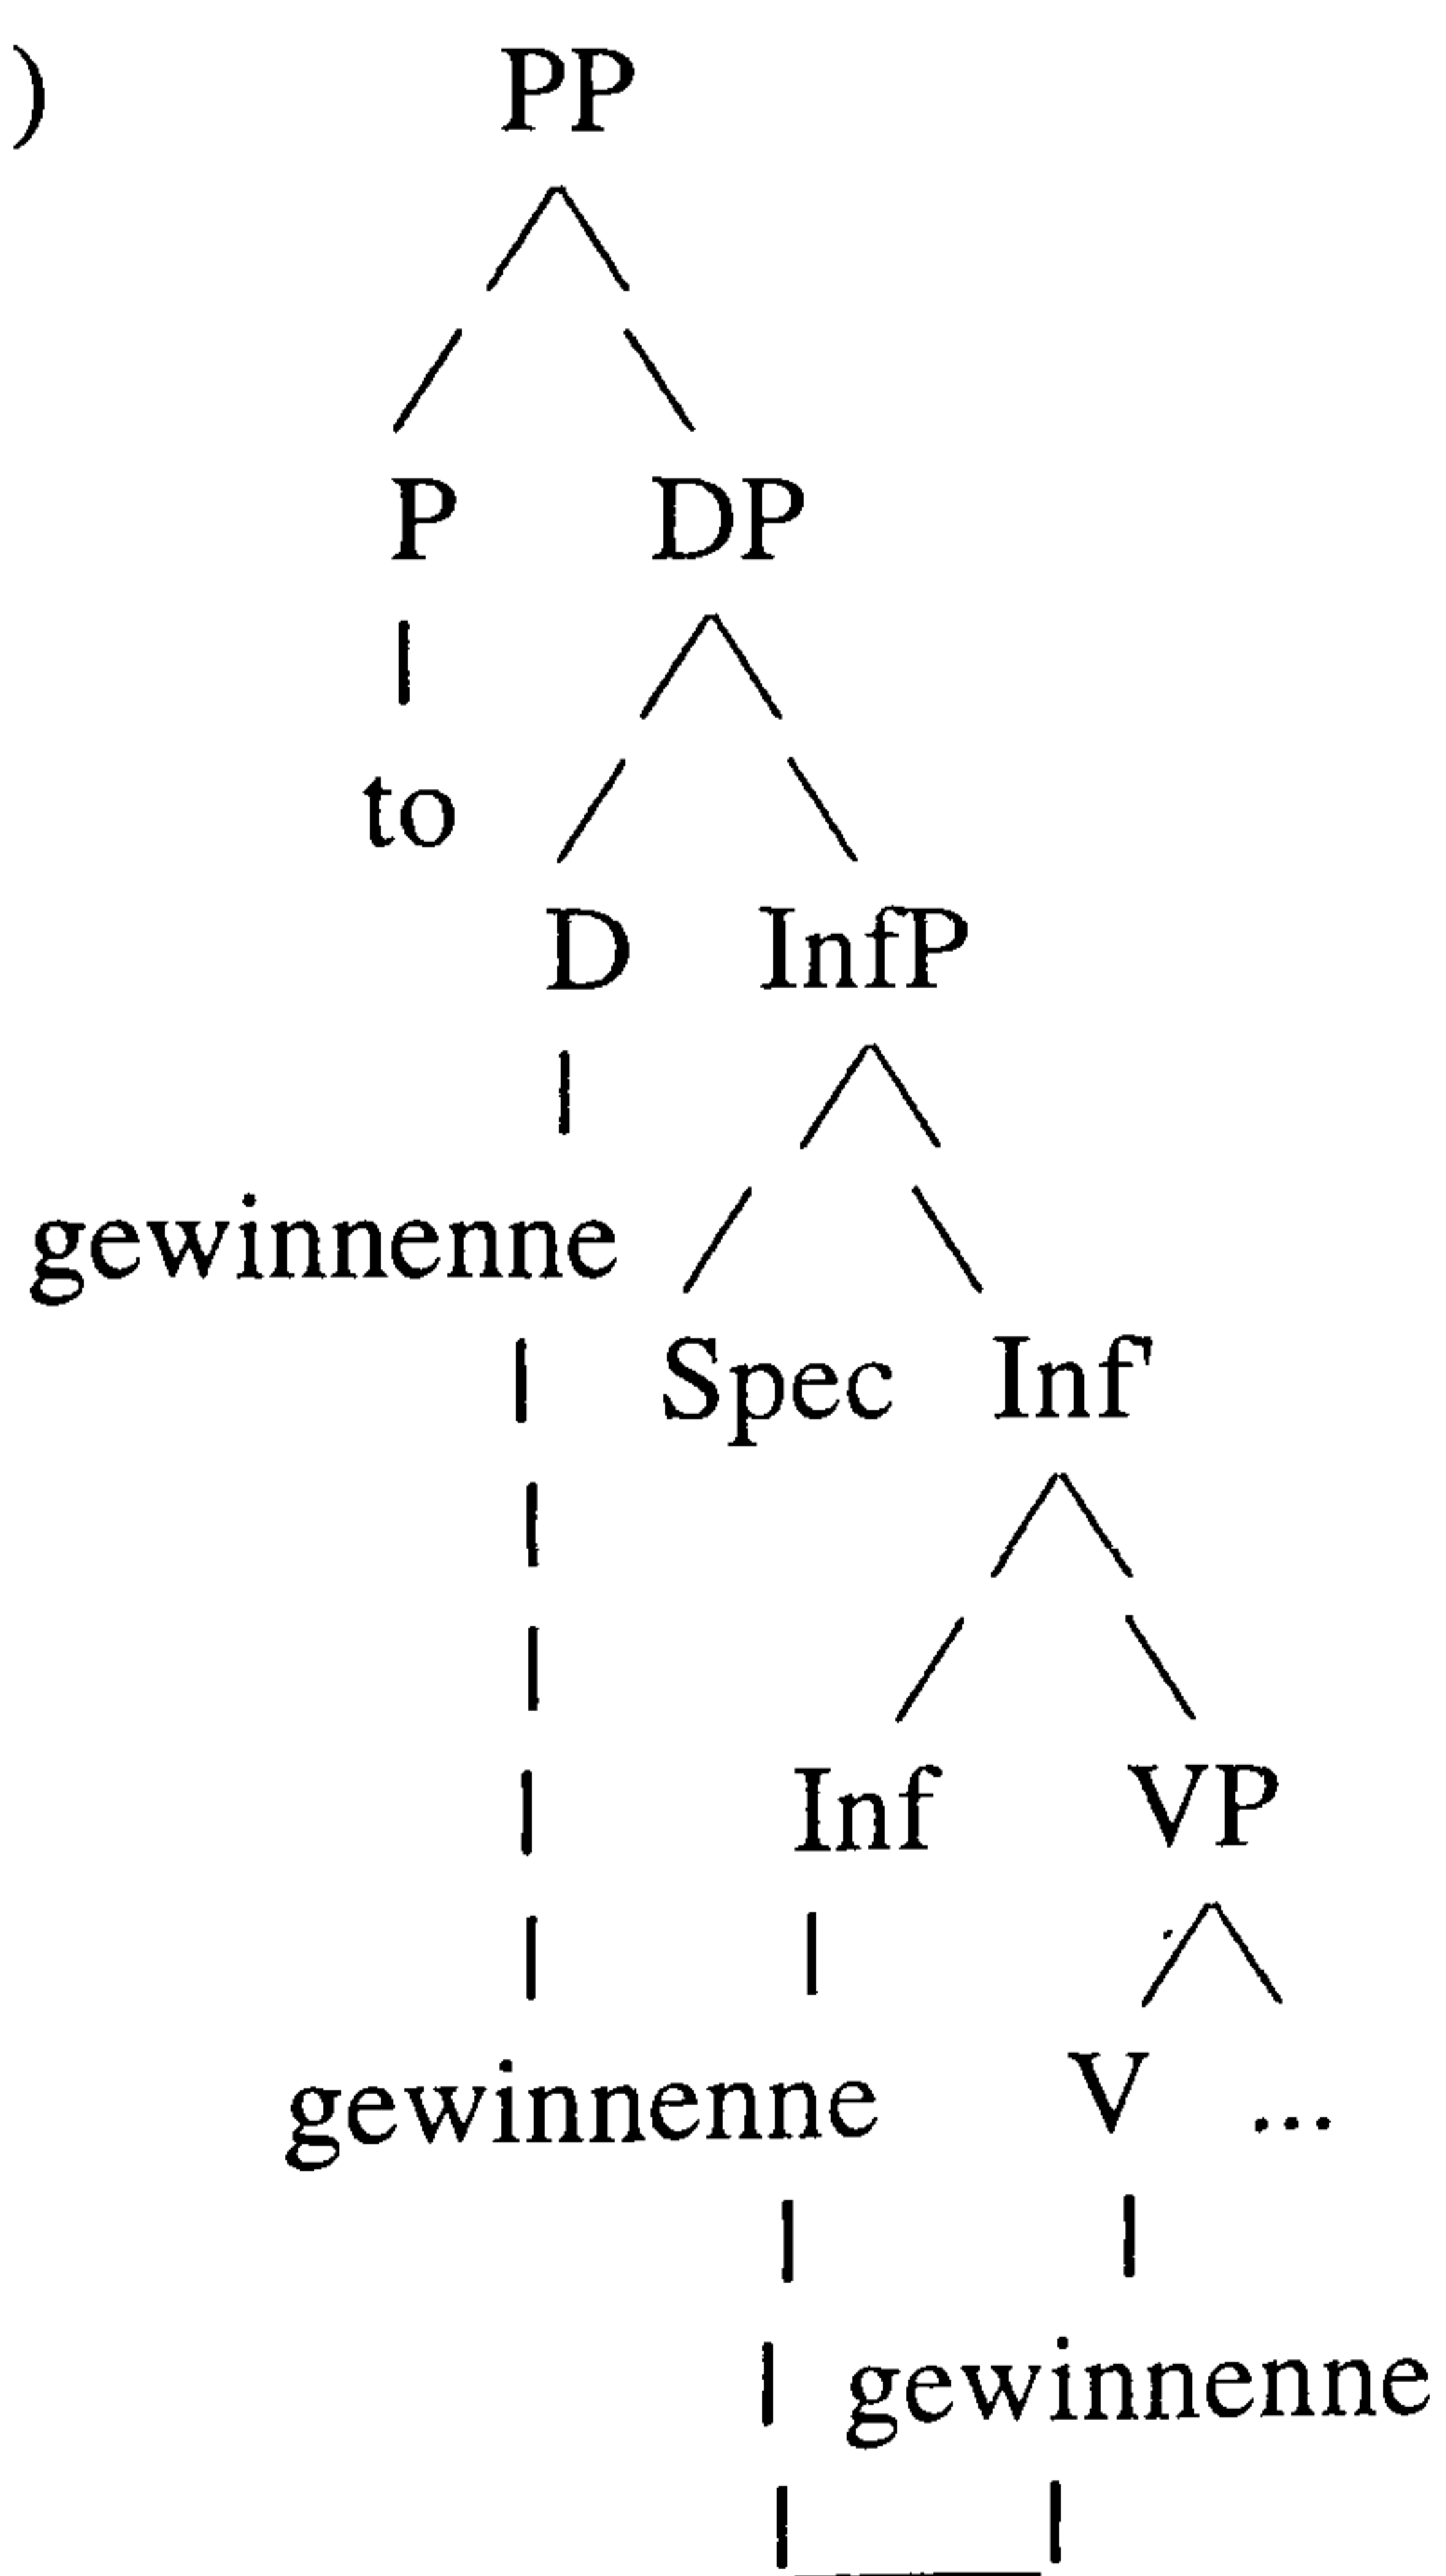 ) PP
P DP
to
D InfP
gewinnenne
Spec Inf'
Inf VP
gewinnenne V ...
gewinnenne